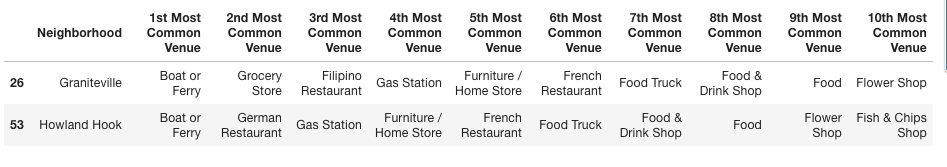 Neighborhood 1st Most Common Venue 2nd Most Common Venue 3rd Most Common Venue 4th Most Common Venue 5th Most Common Venue 6th Most Common Venue 7th Most Common Venue 8th Most Common Venue 9th Most Common Venue 10th Most Common Venue
26 Graniteville Boat or Ferry Grocery Store Filipino Restaurant Gas Station Furniture / Home Store French Restaurant Food Truck Food & Drink Shop Food Flower Shop
53 Howland Hook Boat or Ferry German Restaurant Gas Station Furniture / Home Store French Restaurant Food Truck Food & Drink Shop Food Flower Shop Fish & Chips Shop